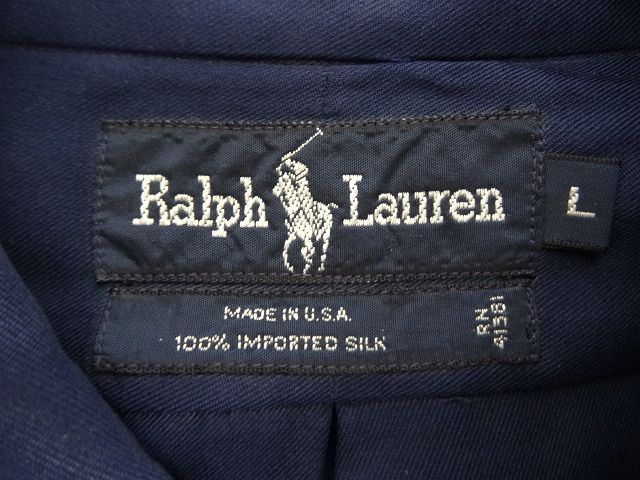 Ralph Lauren
L
MADE IN U.S.A.
100% IMPORTED SILK
RN
41381